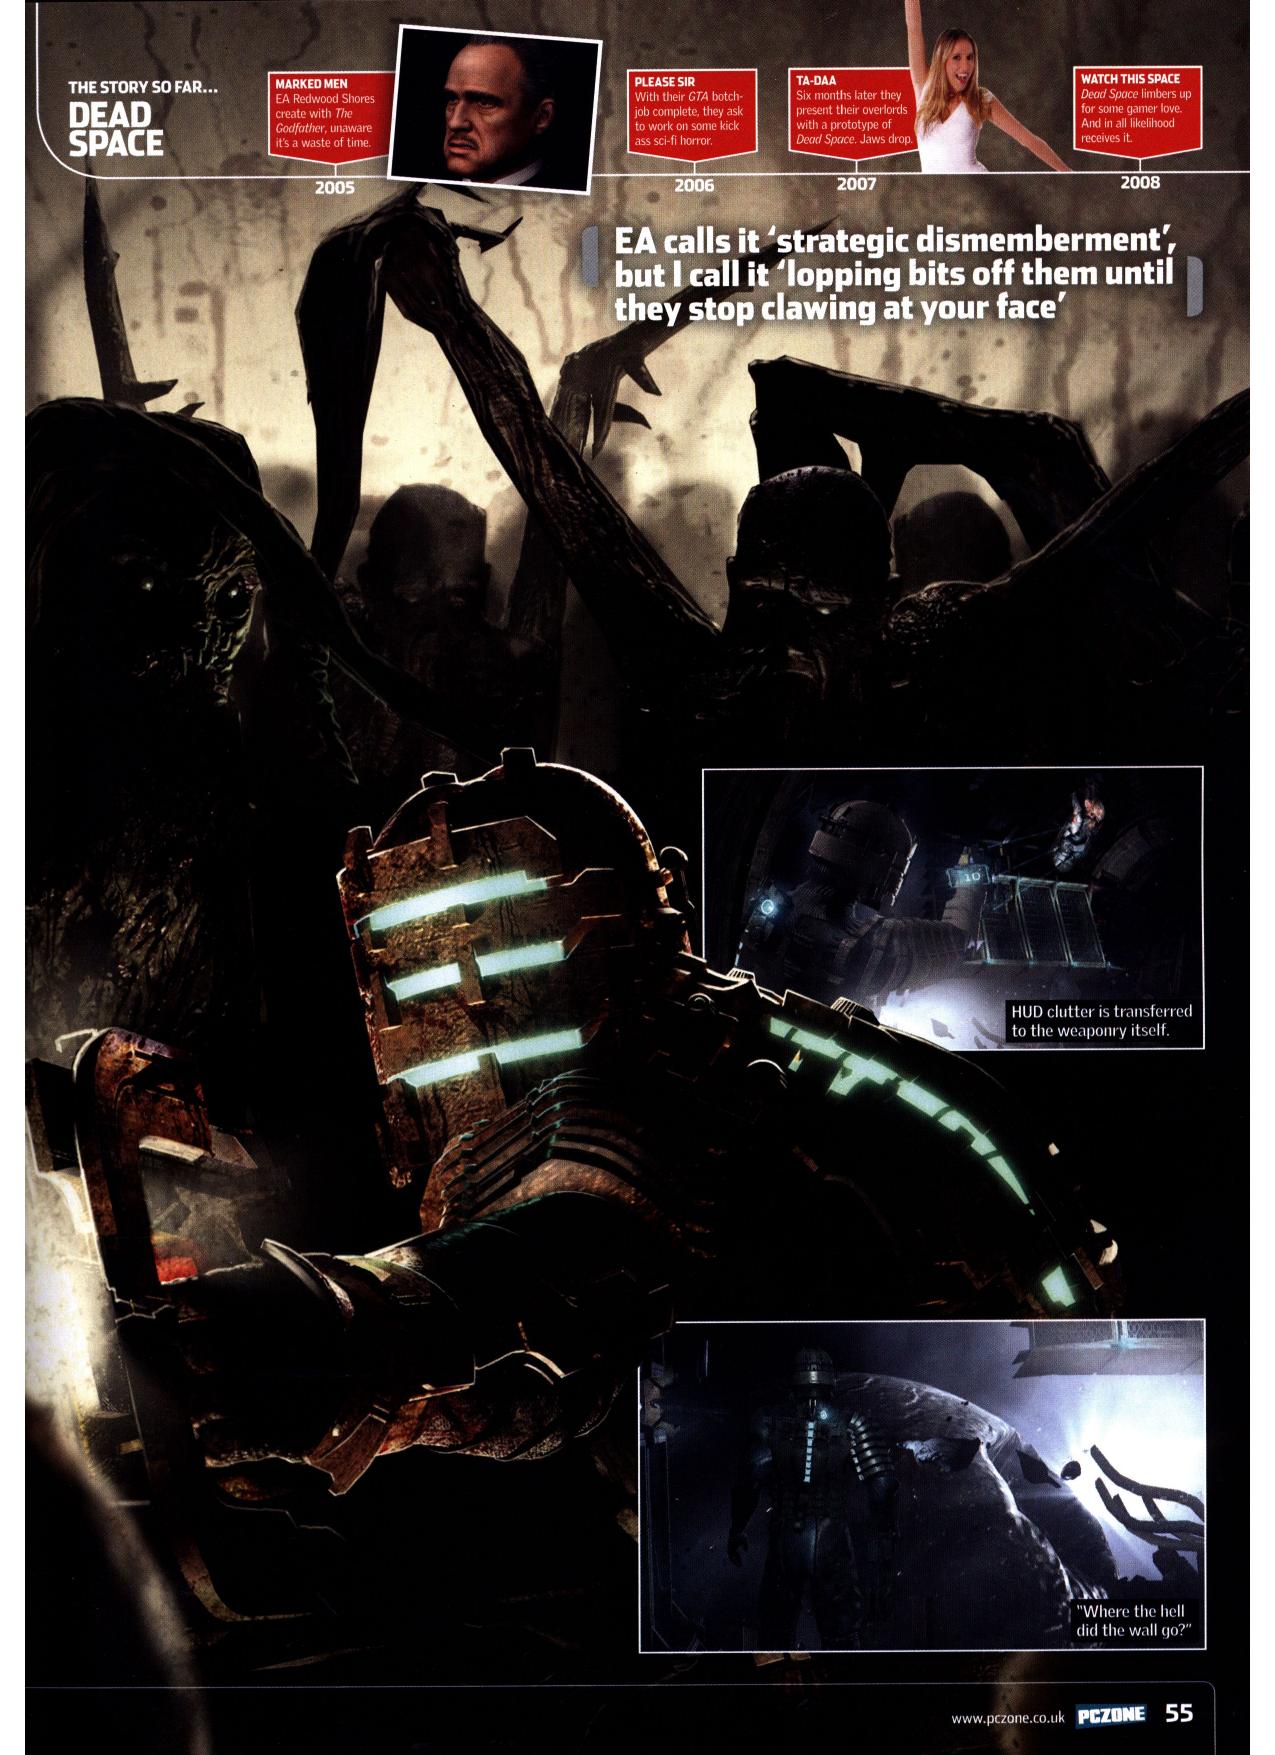 THE STORY SO FAR...
DEAD
SPACE
MARKED MEN
EA Redwood Shores
create with The
Godfather, unaware
it's a waste of time.
2005
PLEASE SIR
With their GTA botch-
job complete, they ask
to work on some kick
ass sci-fi horror.
2006
TA-DAA
Six months later they
present their overlords
with a prototype of
Dead Space. Jaws drop.
2007
WATCH THIS SPACE
Dead Space limbers up
for some gamer love.
And in all likelihood
receives it.
2008
EA calls it 'strategic dismemberment',
but I call it 'lopping bits off them until
they stop clawing at your face'
10
HUD clutter is transferred
to the weaponry itself.
"Where the hell
did the wall go?"
www.pczone.co.uk PCZONE 55